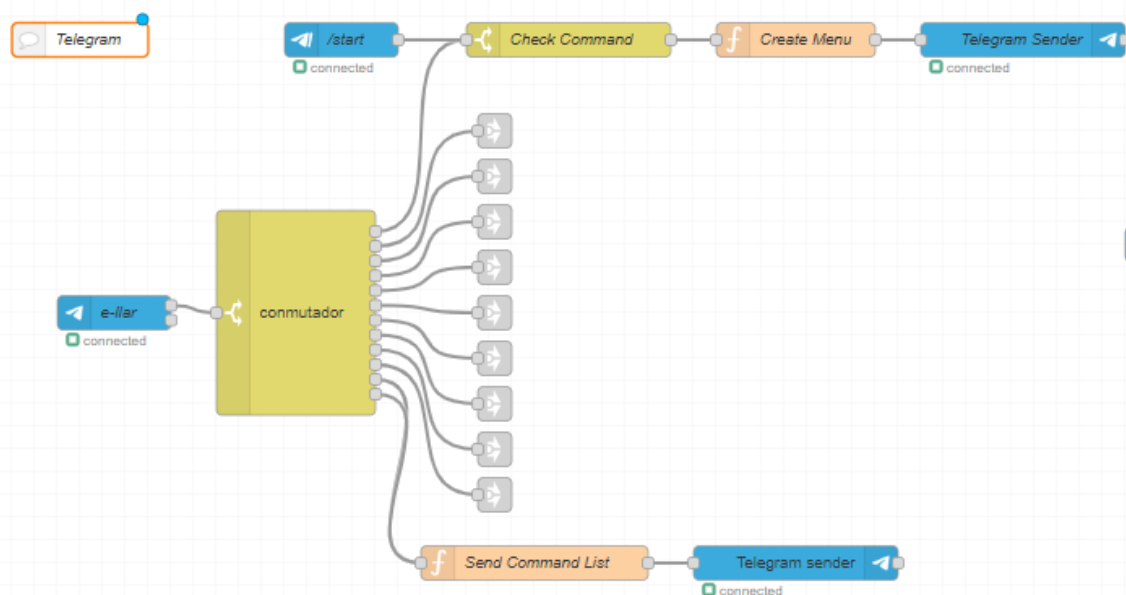 Telegram
/start
Check Command
Create Menu
Telegram Sender
connected
connected
e-llar
conmutador
connected
Send Command List
Telegram sender
connected